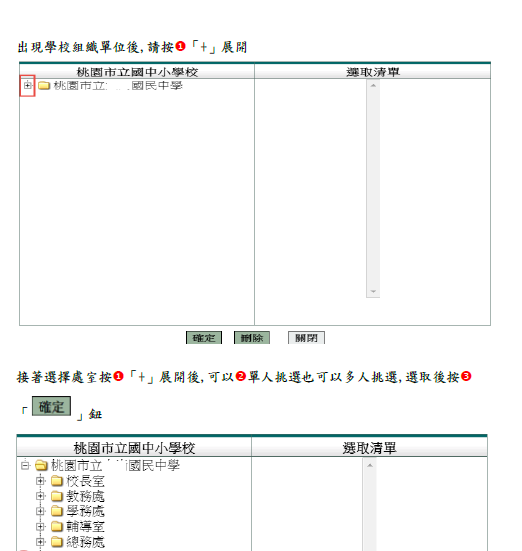 出現學校組織單位後,請按❶「+」展開
桃園市立國中小學校 選取清單
桃園市立 國民中學
確定 刪除 關閉
接著選擇處室按❶「+」展開後,可以❷單人挑選也可以多人挑選,選取後按❸
「確定」鈕
桃園市立國中小學校 選取清單
桃園市立 國民中學
校長室
教務處
學務處
輔導室
總務處